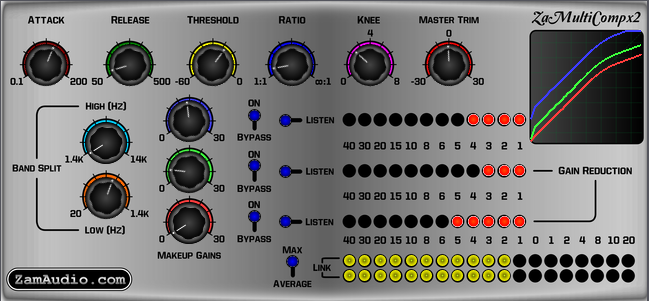 ATTACK RELEASE THRESHOLD RATIO KNEE MASTER TRIM ZaMultiCompx2
4 0
0.1 200 50 500 -60 0 1:1 ∞:1 0 8 -30 30
HIGH (HZ) ON
LISTEN
0 30 BYPASS
40 30 20 15 10 8 6 5 4 3 2 1
1.4K 14K
BAND SPLIT ON
LISTEN GAIN REDUCTION
0 30 BYPASS
40 30 20 15 10 8 6 5 4 3 2 1
20 1.4K ON
LISTEN
LOW (HZ) 0 30 BYPASS
40 30 20 15 10 8 6 5 4 3 2 1 0 1 2 4 8 10 20
MAKEUP GAINS MAX
LINK
ZamAudio.com AVERAGE